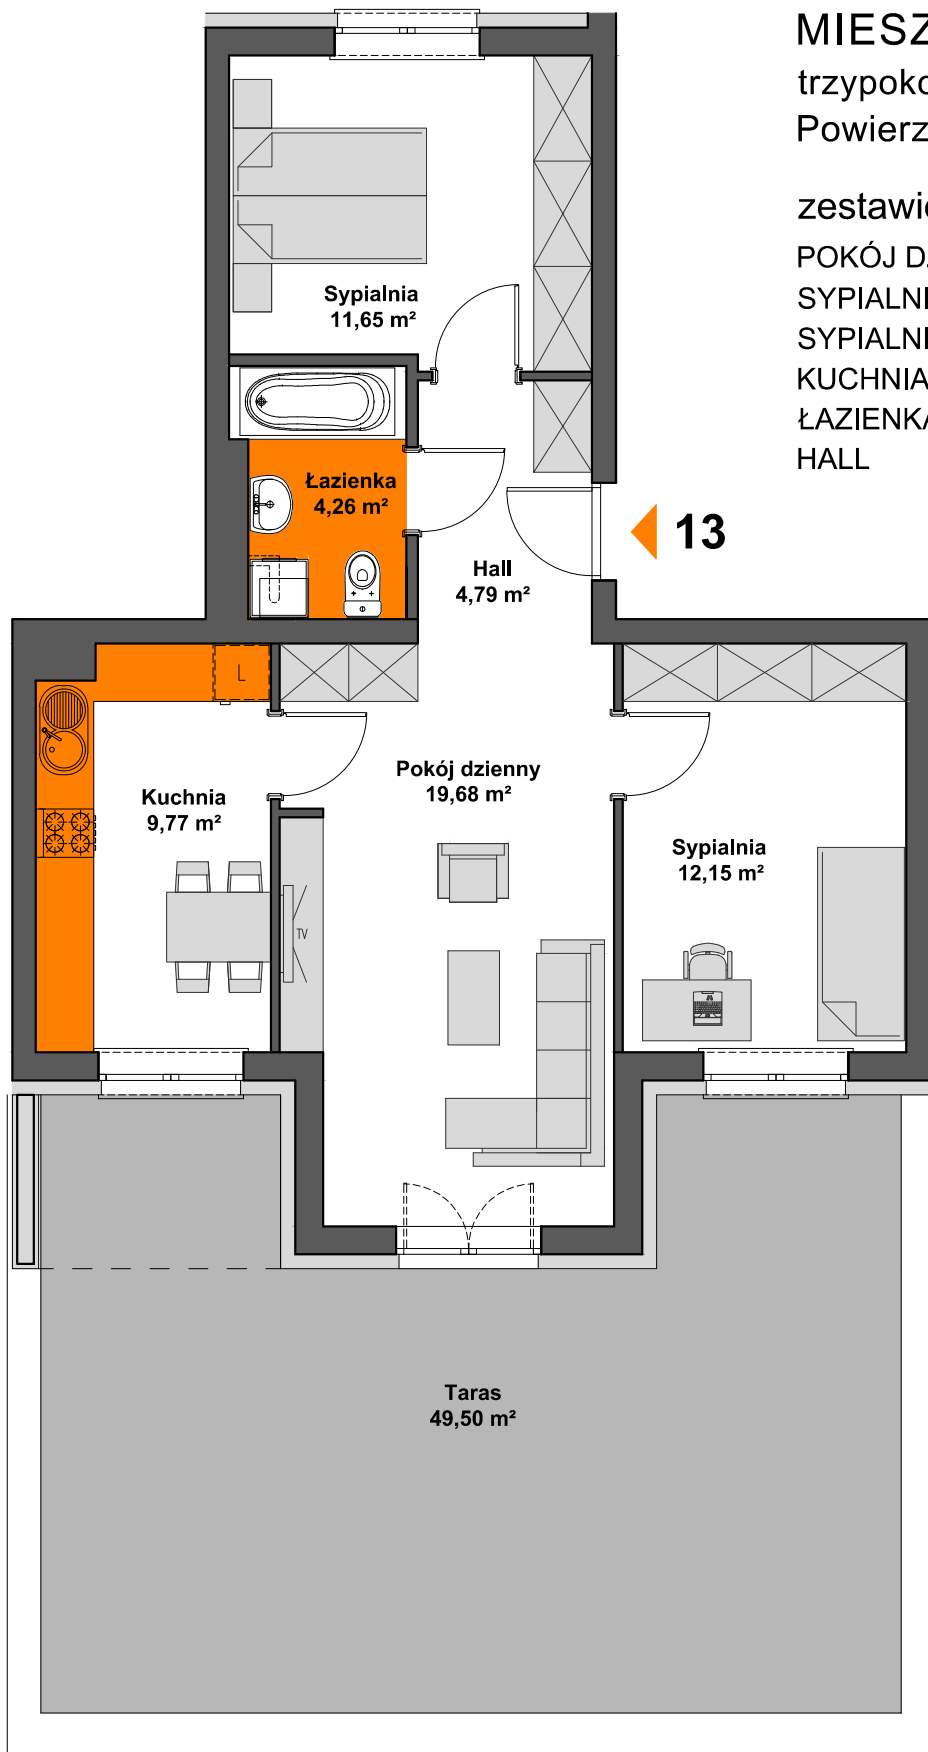 MIESZ
trzypoko
Powierz
zestawie
POKÓJ DZ
SYPIALNI
SYPIALNI
KUCHNIA
ŁAZIENKA
HALL
Sypialnia
11,65 m²
Łazienka
4,26 m²
13
Hall
4,79 m²
L
Pokój dzienny
19,68 m²
Kuchnia
9,77 m²
Sypialnia
12,15 m²
TV
Taras
49,50 m²